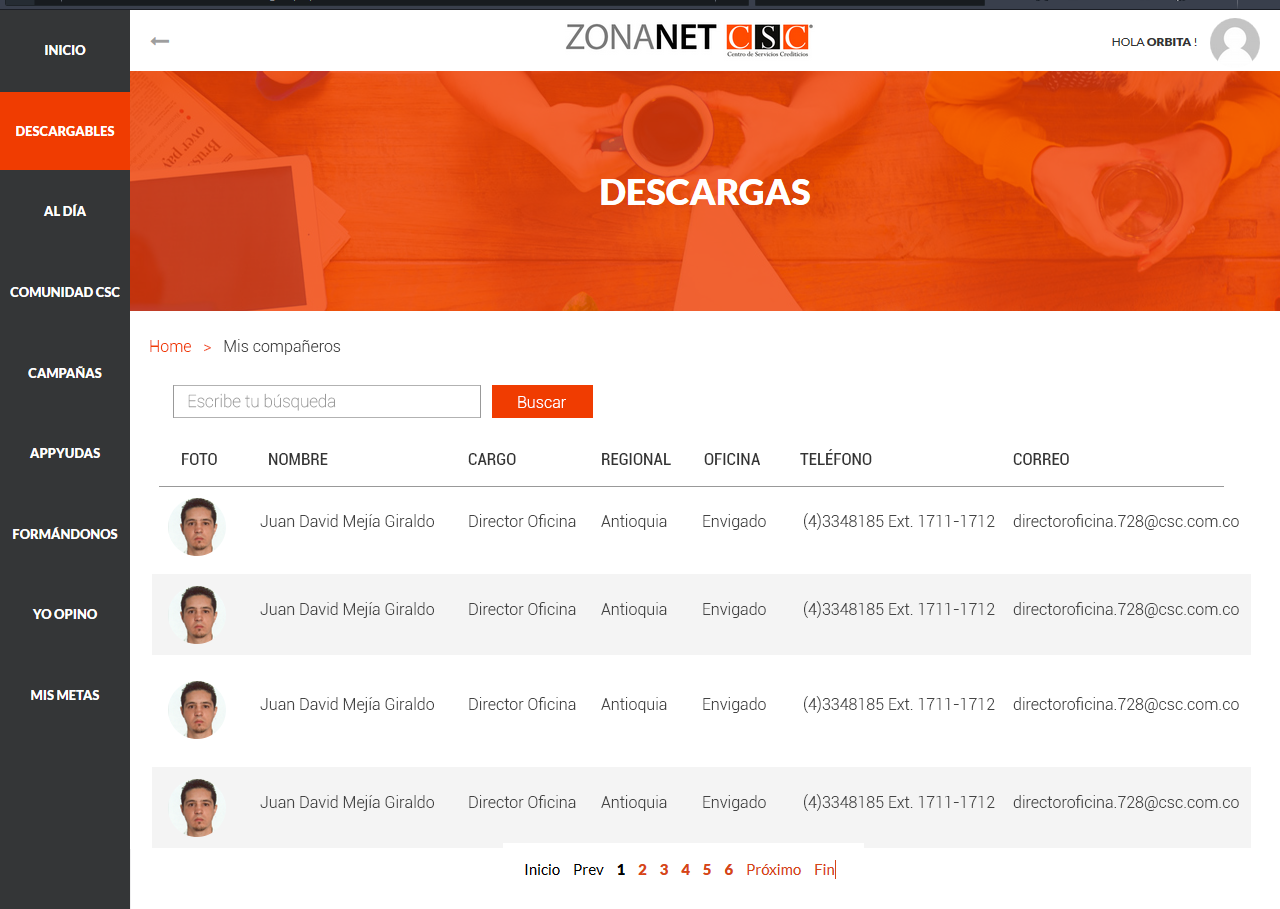 INICIO
DESCARGABLES
AL DÍA
COMUNIDAD CSC
CAMPAÑAS
APPYUDAS
FORMÁNDONOS
YO OPINO
MIS METAS
ZONANET CSC
Centro de Servicios Crediticios
HOLA ORBITA !
DESCARGAS
Home > Mis compañeros
Escribe tu búsqueda Buscar
FOTO NOMBRE CARGO REGIONAL OFICINA TELÉFONO CORREO
Juan David Mejía Giraldo Director Oficina Antioquia Envigado (4)3348185 Ext. 1711-1712 directoroficina.728@csc.com.co
Juan David Mejía Giraldo Director Oficina Antioquia Envigado (4)3348185 Ext. 1711-1712 directoroficina.728@csc.com.co
Juan David Mejía Giraldo Director Oficina Antioquia Envigado (4)3348185 Ext. 1711-1712 directoroficina.728@csc.com.co
Juan David Mejía Giraldo Director Oficina Antioquia Envigado (4)3348185 Ext. 1711-1712 directoroficina.728@csc.com.co
Inicio Prev 1 2 3 4 5 6 Próximo Fin